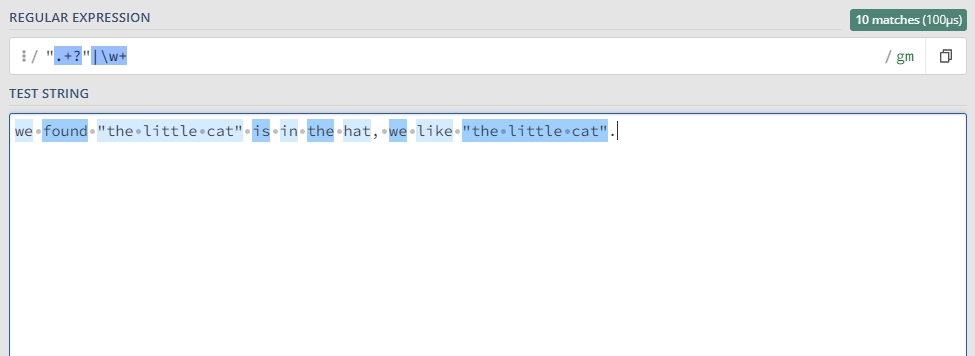 REGULAR EXPRESSION
10 matches (100µs)
/ ".+?"|\w+ / gm
TEST STRING
we found "the little cat" is in the hat, we like "the little cat".